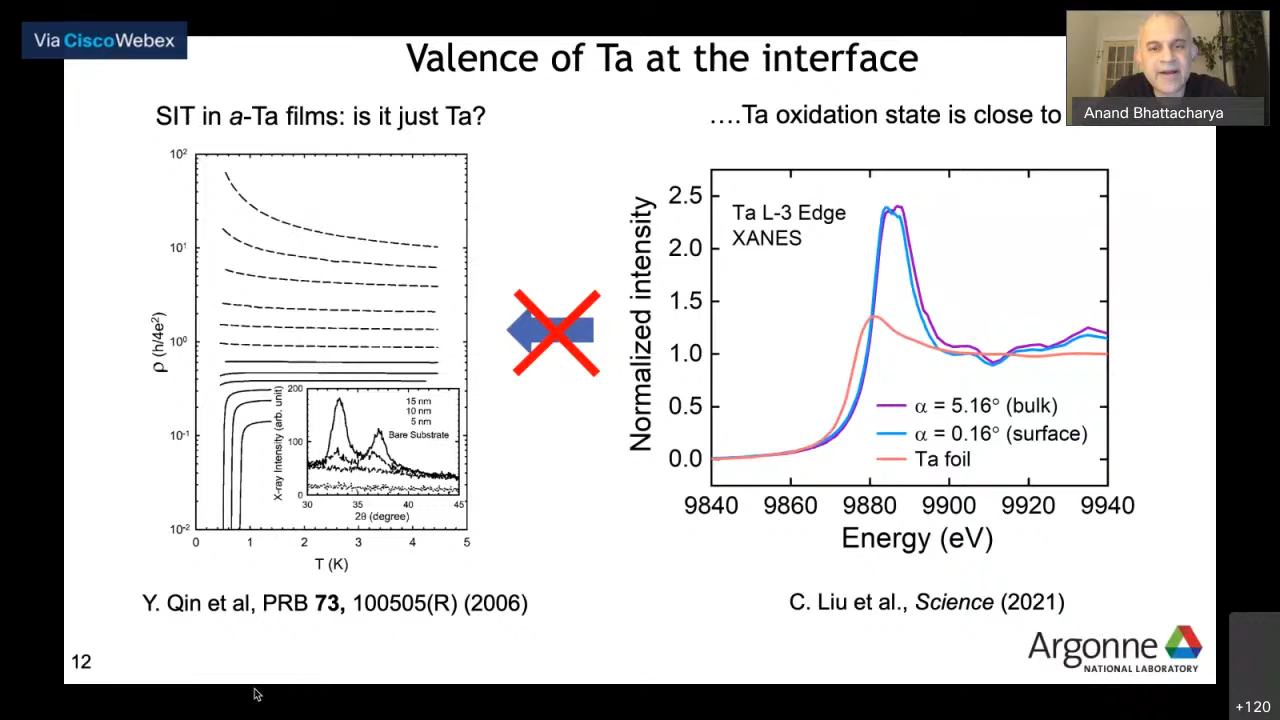 Via Cisco Webex
Valence of Ta at the interface
Anand Bhattacharya
SIT in a-Ta films: is it just Ta?
10²
10¹
10⁰
10⁻¹
10⁻²
ρ (h/4e²)
0 1 2 3 4 5
T (K)
200
100
0
X-ray Intensity (arb. unit)
15 nm
10 nm
5 nm
Bare Substrate
30 35 40 45
2θ (degree)
Y. Qin et al, PRB 73, 100505(R) (2006)
....Ta oxidation state is close to
2.5
2.0
1.5
1.0
0.5
0.0
Normalized intensity
Ta L-3 Edge
XANES
α = 5.16° (bulk)
α = 0.16° (surface)
Ta foil
9840 9860 9880 9900 9920 9940
Energy (eV)
C. Liu et al., Science (2021)
12
Argonne
NATIONAL LABORATORY
+120